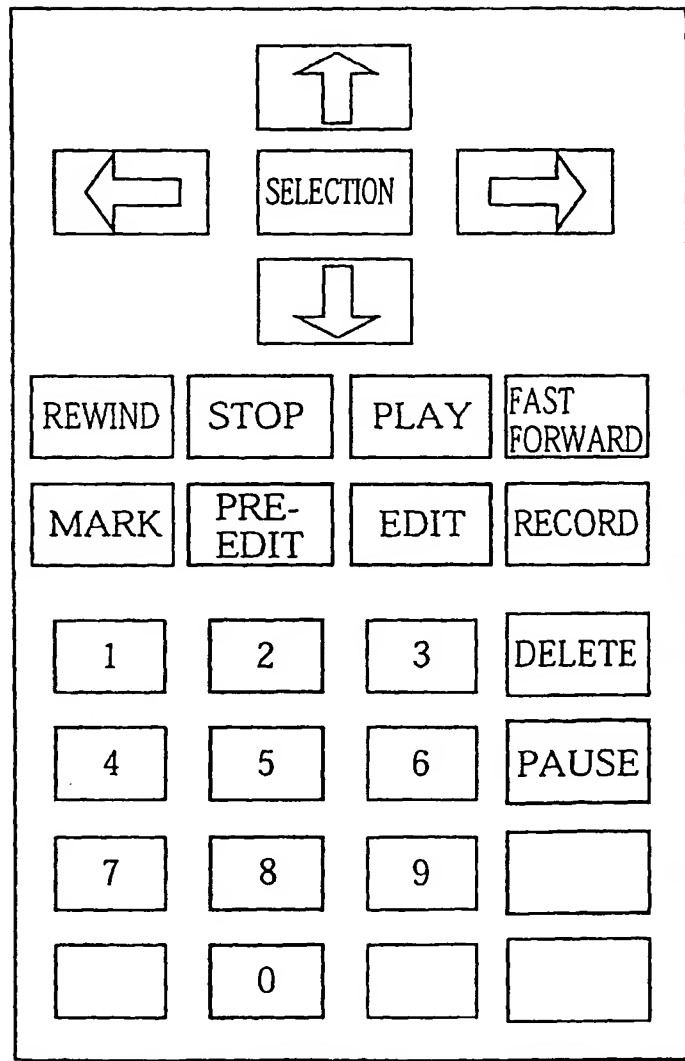 SELECTION
REWIND
STOP
PLAY
FAST
FORWARD
MARK
PRE-
EDIT
EDIT
RECORD
1
2
3
DELETE
4
5
6
PAUSE
7
8
9
0